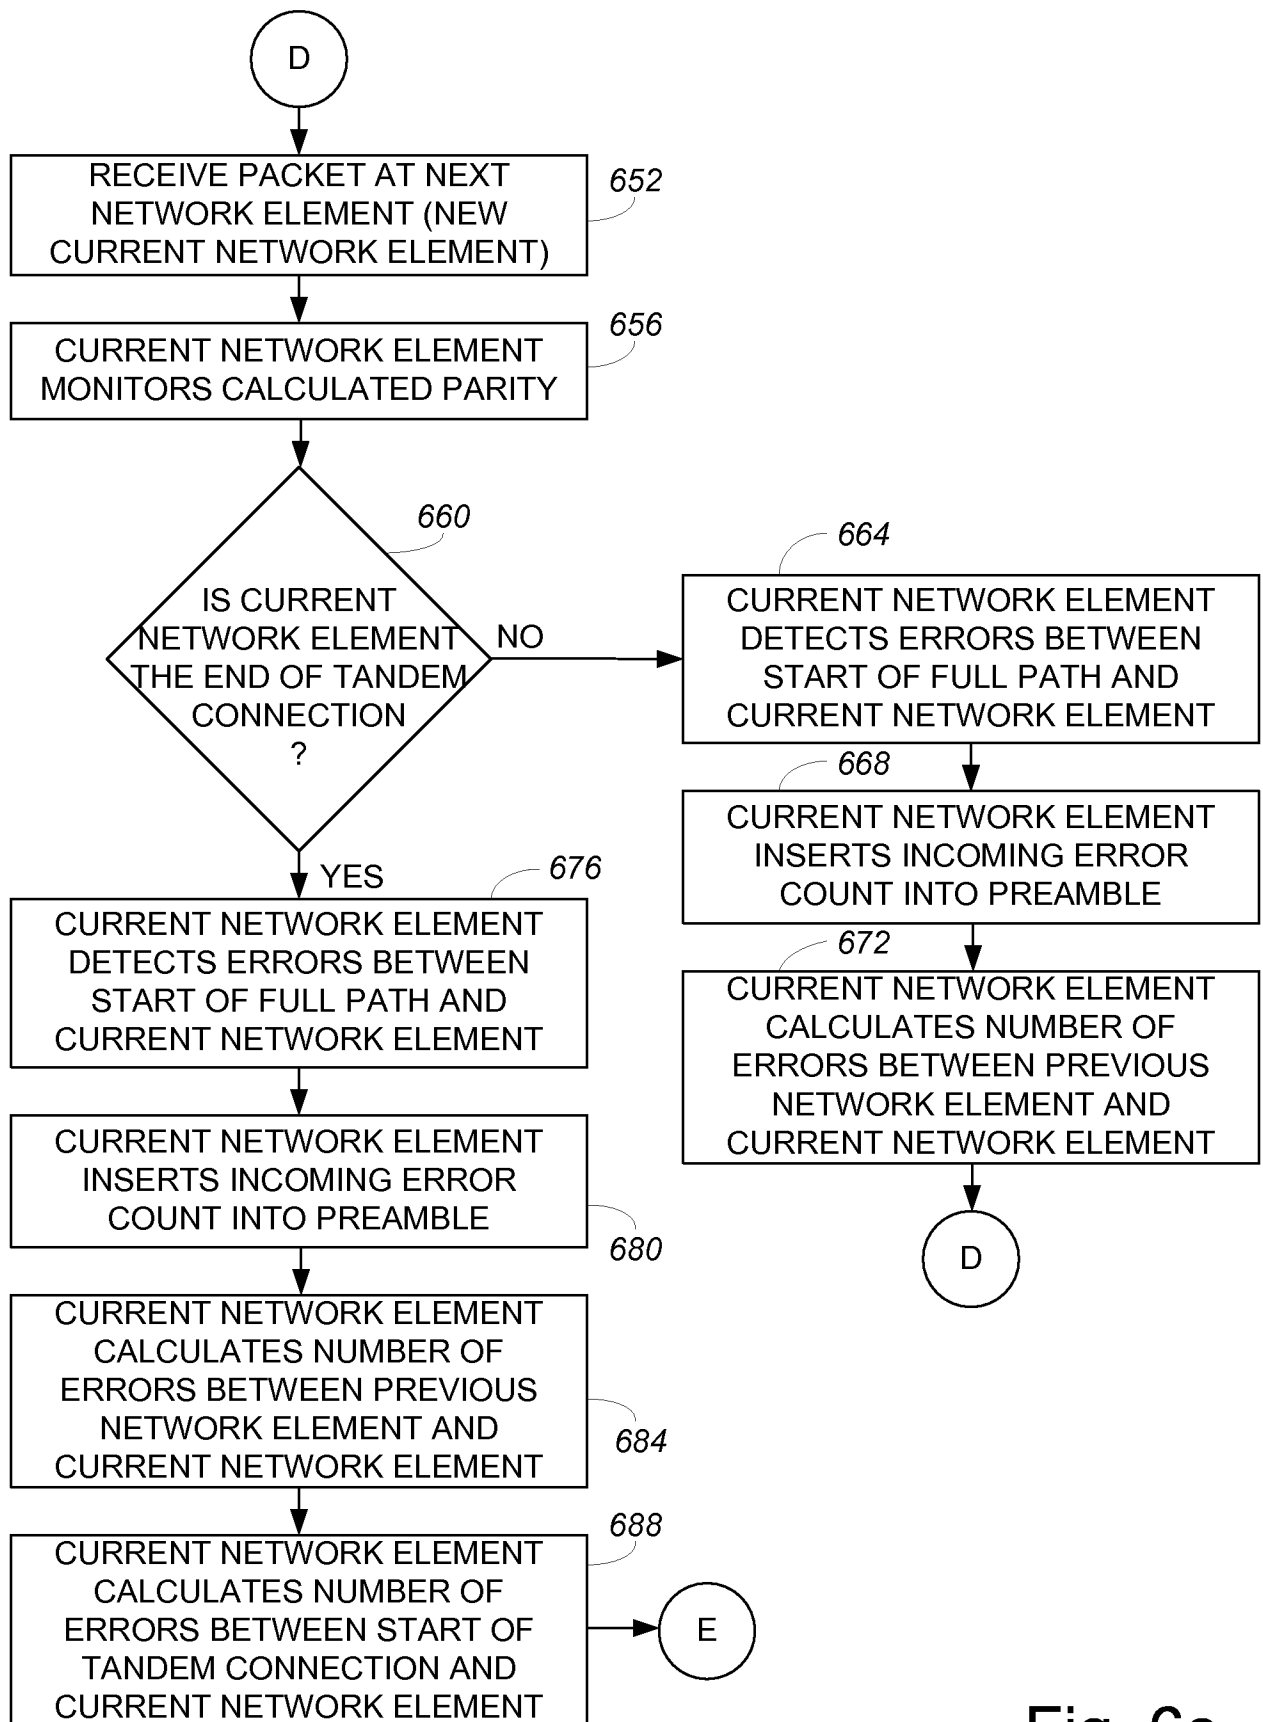 D
RECEIVE PACKET AT NEXT
NETWORK ELEMENT (NEW
CURRENT NETWORK ELEMENT)
652
CURRENT NETWORK ELEMENT
MONITORS CALCULATED PARITY
656
660
IS CURRENT
NETWORK ELEMENT
THE END OF TANDEM
CONNECTION
?
NO
YES
664
CURRENT NETWORK ELEMENT
DETECTS ERRORS BETWEEN
START OF FULL PATH AND
CURRENT NETWORK ELEMENT
668
CURRENT NETWORK ELEMENT
INSERTS INCOMING ERROR
COUNT INTO PREAMBLE
672
CURRENT NETWORK ELEMENT
CALCULATES NUMBER OF
ERRORS BETWEEN PREVIOUS
NETWORK ELEMENT AND
CURRENT NETWORK ELEMENT
D
676
CURRENT NETWORK ELEMENT
DETECTS ERRORS BETWEEN
START OF FULL PATH AND
CURRENT NETWORK ELEMENT
CURRENT NETWORK ELEMENT
INSERTS INCOMING ERROR
COUNT INTO PREAMBLE
680
CURRENT NETWORK ELEMENT
CALCULATES NUMBER OF
ERRORS BETWEEN PREVIOUS
NETWORK ELEMENT AND
CURRENT NETWORK ELEMENT
684
688
CURRENT NETWORK ELEMENT
CALCULATES NUMBER OF
ERRORS BETWEEN START OF
TANDEM CONNECTION AND
CURRENT NETWORK ELEMENT
E
Fig.